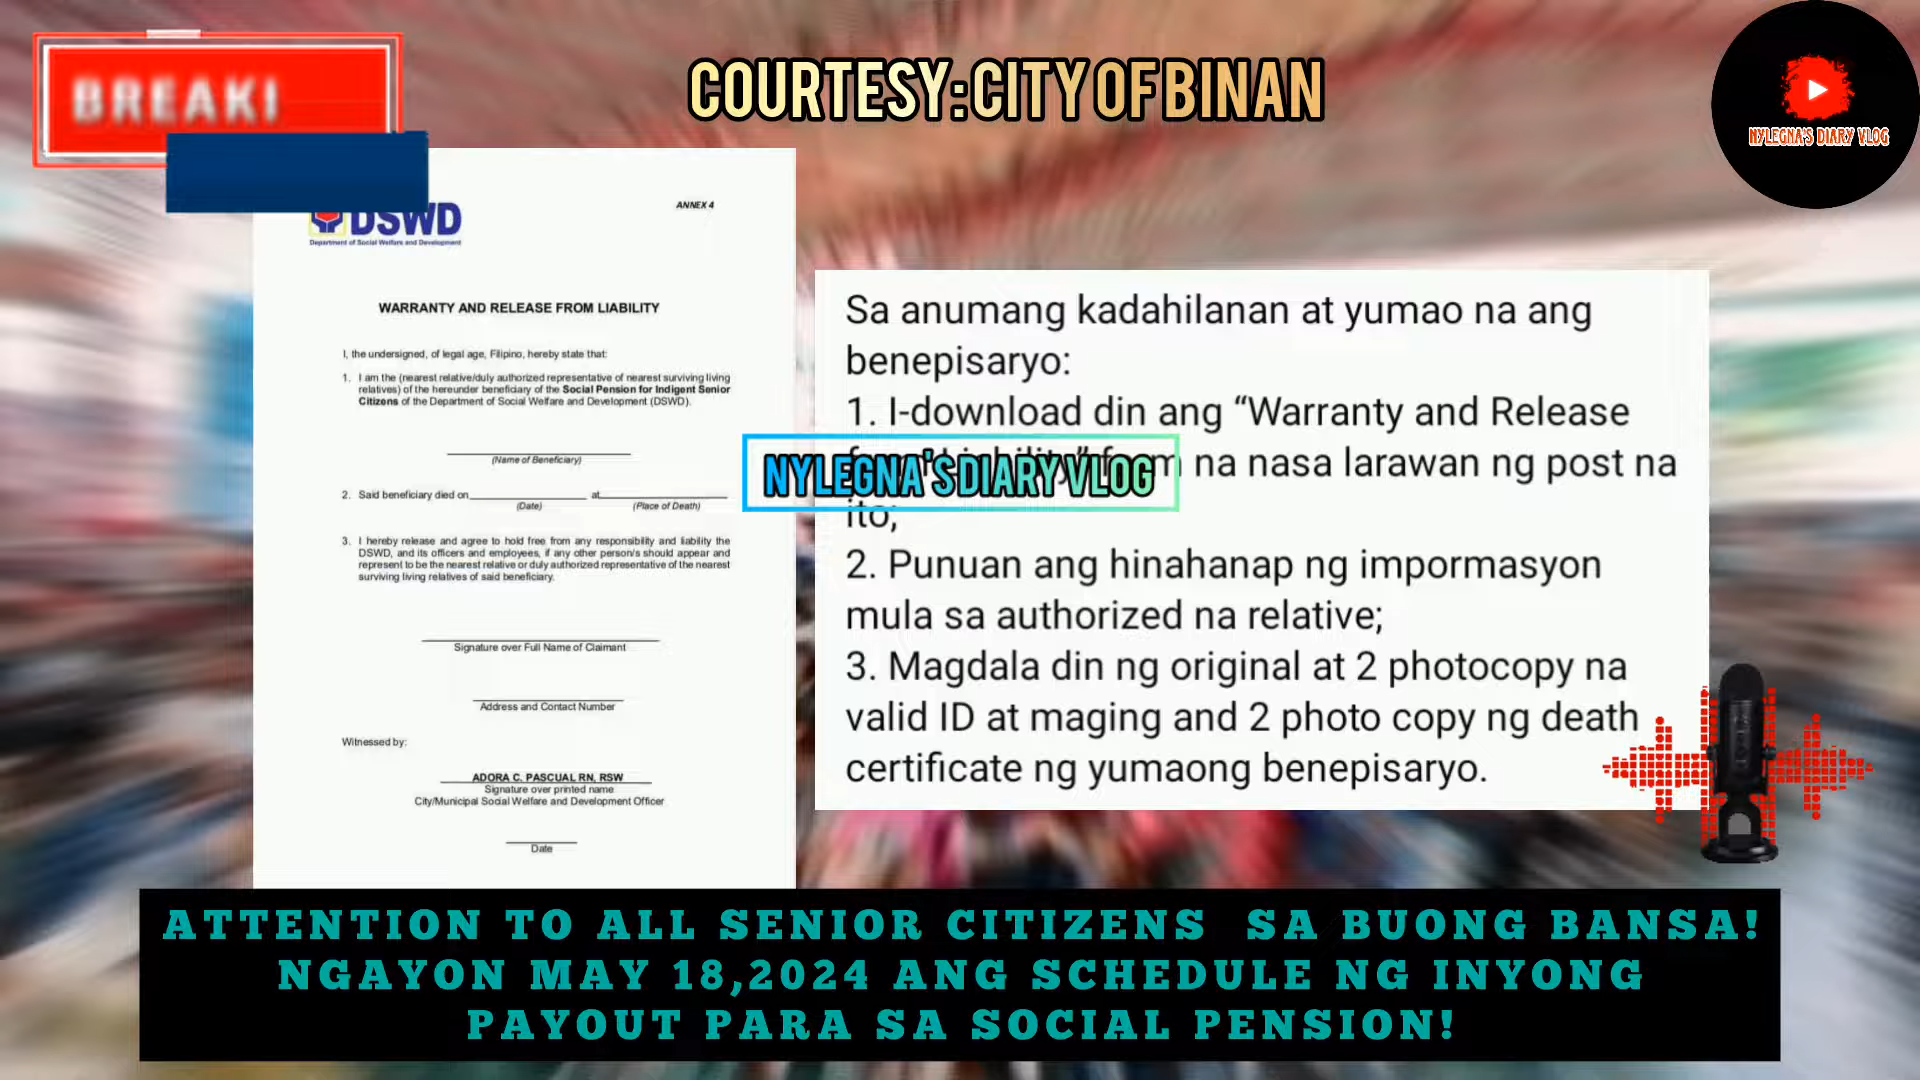 BREAKI
COURTESY: CITY OF BINAN
NYLEGNA'S DIARY VLOG
DSWD
Department of Social Welfare and Development
ANNEX 4
WARRANTY AND RELEASE FROM LIABILITY
I, the undersigned, of legal age, Filipino, hereby state that:
1. I am the (nearest relative/duly authorized representative of nearest surviving living
relatives) of the hereunder beneficiary of the Social Pension for Indigent Senior
Citizens of the Department of Social Welfare and Development (DSWD).
(Name of Beneficiary)
2. Said beneficiary died on at
(Date) (Place of Death)
3. I hereby release and agree to hold free from any responsibility and liability the
DSWD, and its officers and employees, if any other person/s should appear and
represent to be the nearest relative or duly authorized representative of the nearest
surviving living relatives of said beneficiary.
Signature over Full Name of Claimant
Address and Contact Number
Witnessed by:
ADORA C. PASCUAL RN, RSW
Signature over printed name
City/Municipal Social Welfare and Development Officer
Date
Sa anumang kadahilanan at yumao na ang
benepisaryo:
1. I-download din ang “Warranty and Release
na nasa larawan ng post na
ito;
2. Punuan ang hinahanap ng impormasyon
mula sa authorized na relative;
3. Magdala din ng original at 2 photocopy na
valid ID at maging and 2 photo copy ng death
certificate ng yumaong benepisaryo.
NYLEGNA'S DIARY VLOG
ATTENTION TO ALL SENIOR CITIZENS SA BUONG BANSA!
NGAYON MAY 18,2024 ANG SCHEDULE NG INYONG
PAYOUT PARA SA SOCIAL PENSION!